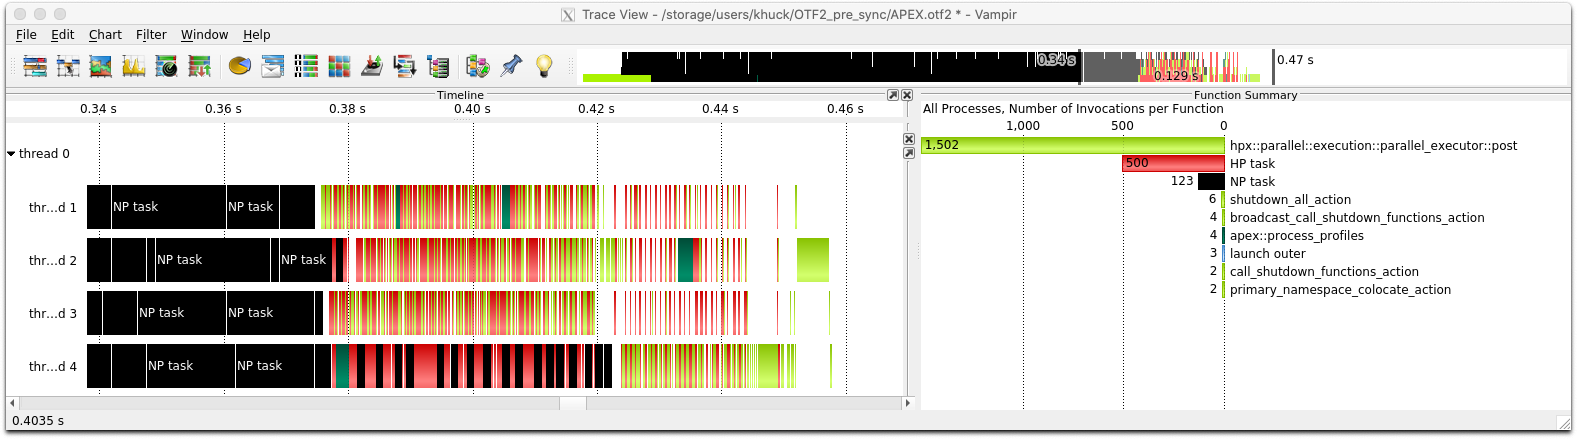 Trace View - /storage/users/khuck/OTF2_pre_sync/APEX.otf2 * - Vampir
File Edit Chart Filter Window Help
0.34 s
0.129 s
0.47 s
Timeline
0.34 s 0.36 s 0.38 s 0.40 s 0.42 s 0.44 s 0.46 s
thread 0
thr...d 1 NP task NP task
thr...d 2 NP task NP task
thr...d 3 NP task NP task
thr...d 4 NP task NP task
Function Summary
All Processes, Number of Invocations per Function
1,000 500 0
1,502 hpx::parallel::execution::parallel_executor::post
500 HP task
123 NP task
6 shutdown_all_action
4 broadcast_call_shutdown_functions_action
4 apex::process_profiles
3 launch outer
2 call_shutdown_functions_action
2 primary_namespace_colocate_action
0.4035 s